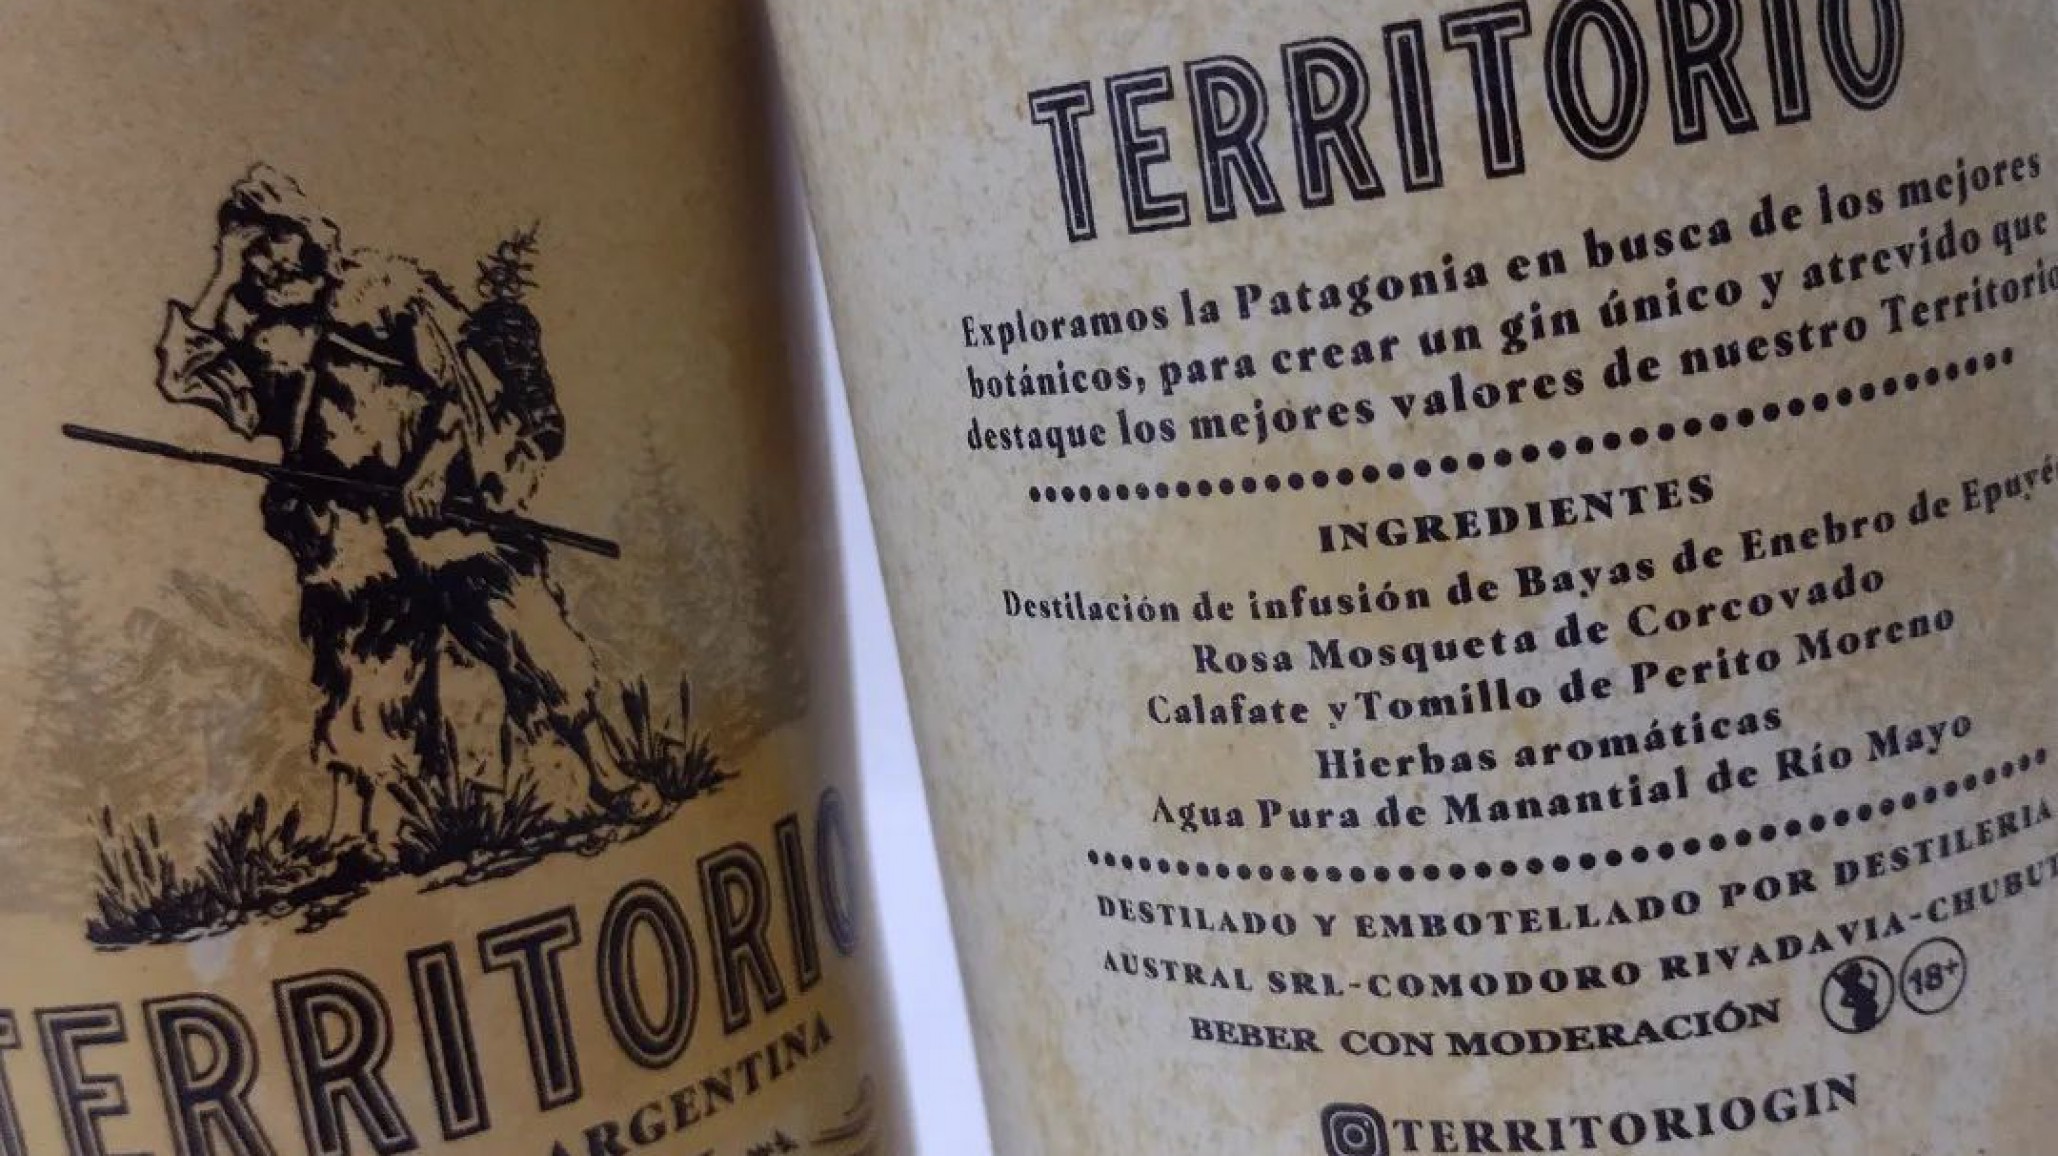 TERRITORIO
ARGENTINA
TERRITORIO
Exploramos la Patagonia en busca de los mejores
botánicos, para crear un gin único y atrevido que
destaque los mejores valores de nuestro Territorio
INGREDIENTES
Destilación de infusión de Bayas de Enebro de Epuyé
Rosa Mosqueta de Corcovado
Calafate y Tomillo de Perito Moreno
Hierbas aromáticas
Agua Pura de Manantial de Río Mayo
DESTILADO Y EMBOTELLADO POR DESTILERIA
AUSTRAL SRL-COMODORO RIVADAVIA-CHUBUT
BEBER CON MODERACIÓN 18+
TERRITORIOGIN